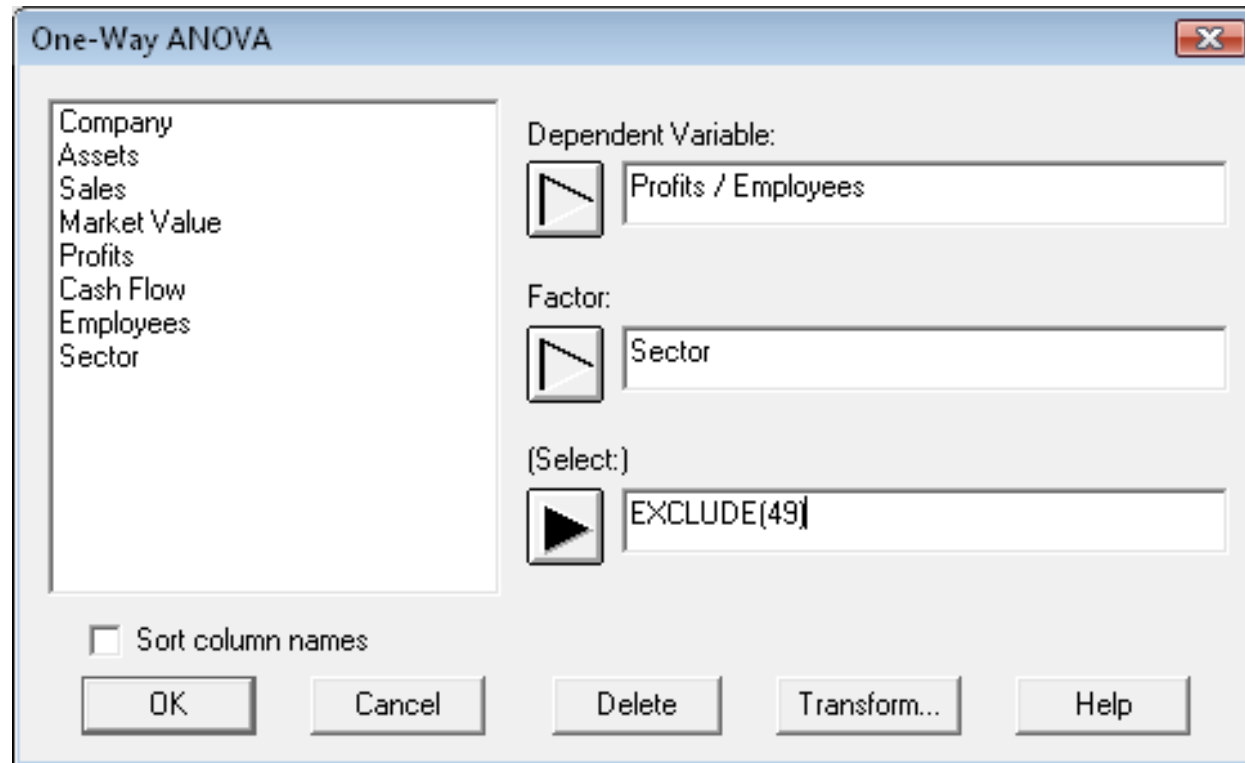 One-Way ANOVA
Company
Assets
Sales
Market Value
Profits
Cash Flow
Employees
Sector
Dependent Variable:
Profits / Employees
Factor:
Sector
(Select:)
EXCLUDE(49)
Sort column names
OK
Cancel
Delete
Transform...
Help